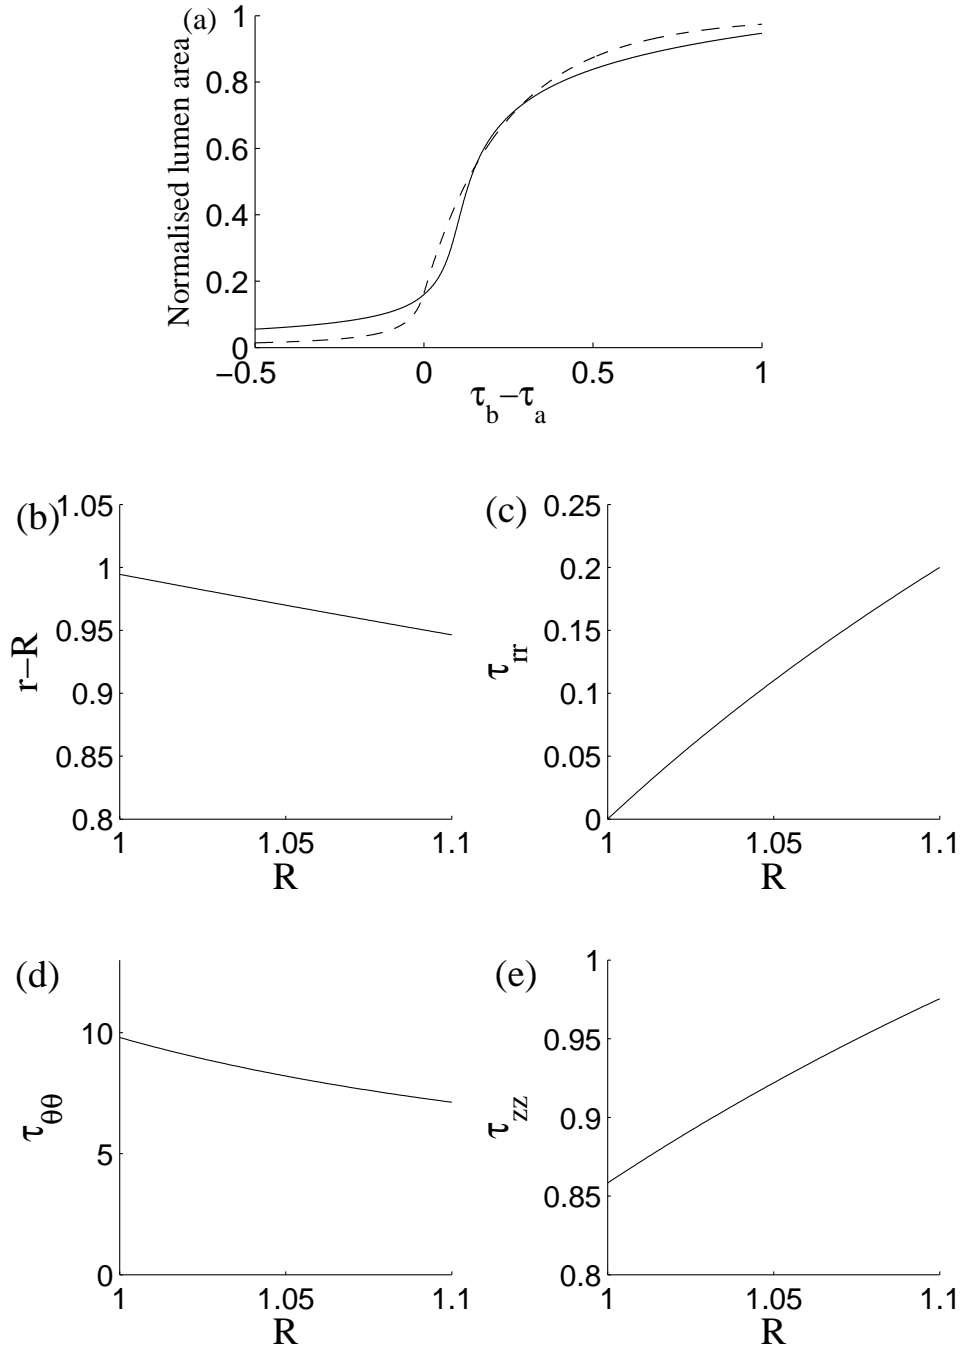 (a)
Normalised lumen area
1
0.8
0.6
0.4
0.2
0
−0.5 0 0.5 1
τb−τa
(b)
r−R
1.05
1
0.95
0.9
0.85
0.8
1 1.05 1.1
R
(c)
τrr
0.25
0.2
0.15
0.1
0.05
0
1 1.05 1.1
R
(d)
τθθ
10
5
0
1 1.05 1.1
R
(e)
τzz
1
0.95
0.9
0.85
0.8
1 1.05 1.1
R